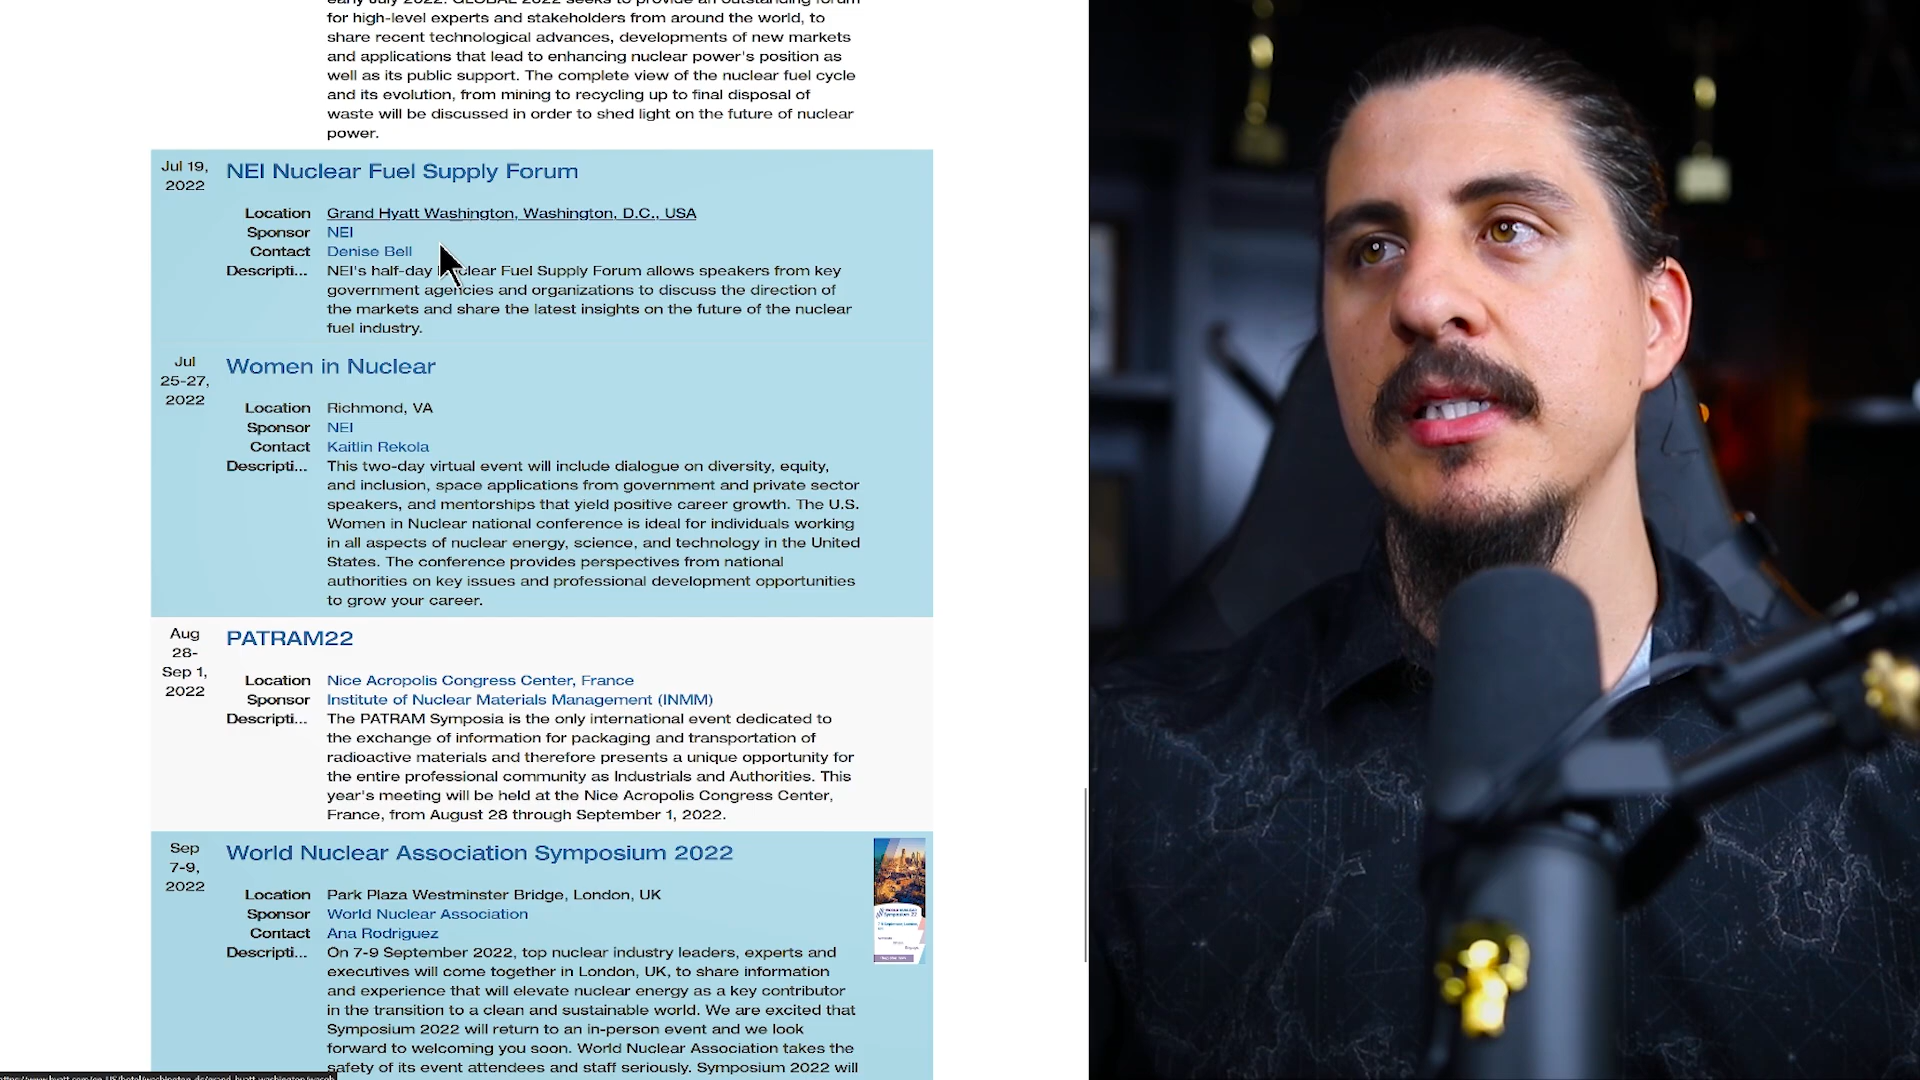 early July 2022. GLOBAL 2022 seeks to provide an outstanding forum
for high-level experts and stakeholders from around the world, to
share recent technological advances, developments of new markets
and applications that lead to enhancing nuclear power's position as
well as its public support. The complete view of the nuclear fuel cycle
and its evolution, from mining to recycling up to final disposal of
waste will be discussed in order to shed light on the future of nuclear
power.
Jul 19,
2022
NEI Nuclear Fuel Supply Forum
Location Grand Hyatt Washington, Washington, D.C., USA
Sponsor NEI
Contact Denise Bell
Descripti... NEI's half-day Nuclear Fuel Supply Forum allows speakers from key
government agencies and organizations to discuss the direction of
the markets and share the latest insights on the future of the nuclear
fuel industry.
Jul
25-27,
2022
Women in Nuclear
Location Richmond, VA
Sponsor NEI
Contact Kaitlin Rekola
Descripti... This two-day virtual event will include dialogue on diversity, equity,
and inclusion, space applications from government and private sector
speakers, and mentorships that yield positive career growth. The U.S.
Women in Nuclear national conference is ideal for individuals working
in all aspects of nuclear energy, science, and technology in the United
States. The conference provides perspectives from national
authorities on key issues and professional development opportunities
to grow your career.
Aug
28-
Sep 1,
2022
PATRAM22
Location Nice Acropolis Congress Center, France
Sponsor Institute of Nuclear Materials Management (INMM)
Descripti... The PATRAM Symposia is the only international event dedicated to
the exchange of information for packaging and transportation of
radioactive materials and therefore presents a unique opportunity for
the entire professional community as Industrials and Authorities. This
year's meeting will be held at the Nice Acropolis Congress Center,
France, from August 28 through September 1, 2022.
Sep
7-9,
2022
World Nuclear Association Symposium 2022
Location Park Plaza Westminster Bridge, London, UK
Sponsor World Nuclear Association
Contact Ana Rodriguez
Descripti... On 7-9 September 2022, top nuclear industry leaders, experts and
executives will come together in London, UK, to share information
and experience that will elevate nuclear energy as a key contributor
in the transition to a clean and sustainable world. We are excited that
Symposium 2022 will return to an in-person event and we look
forward to welcoming you soon. World Nuclear Association takes the
safety of its event attendees and staff seriously. Symposium 2022 will